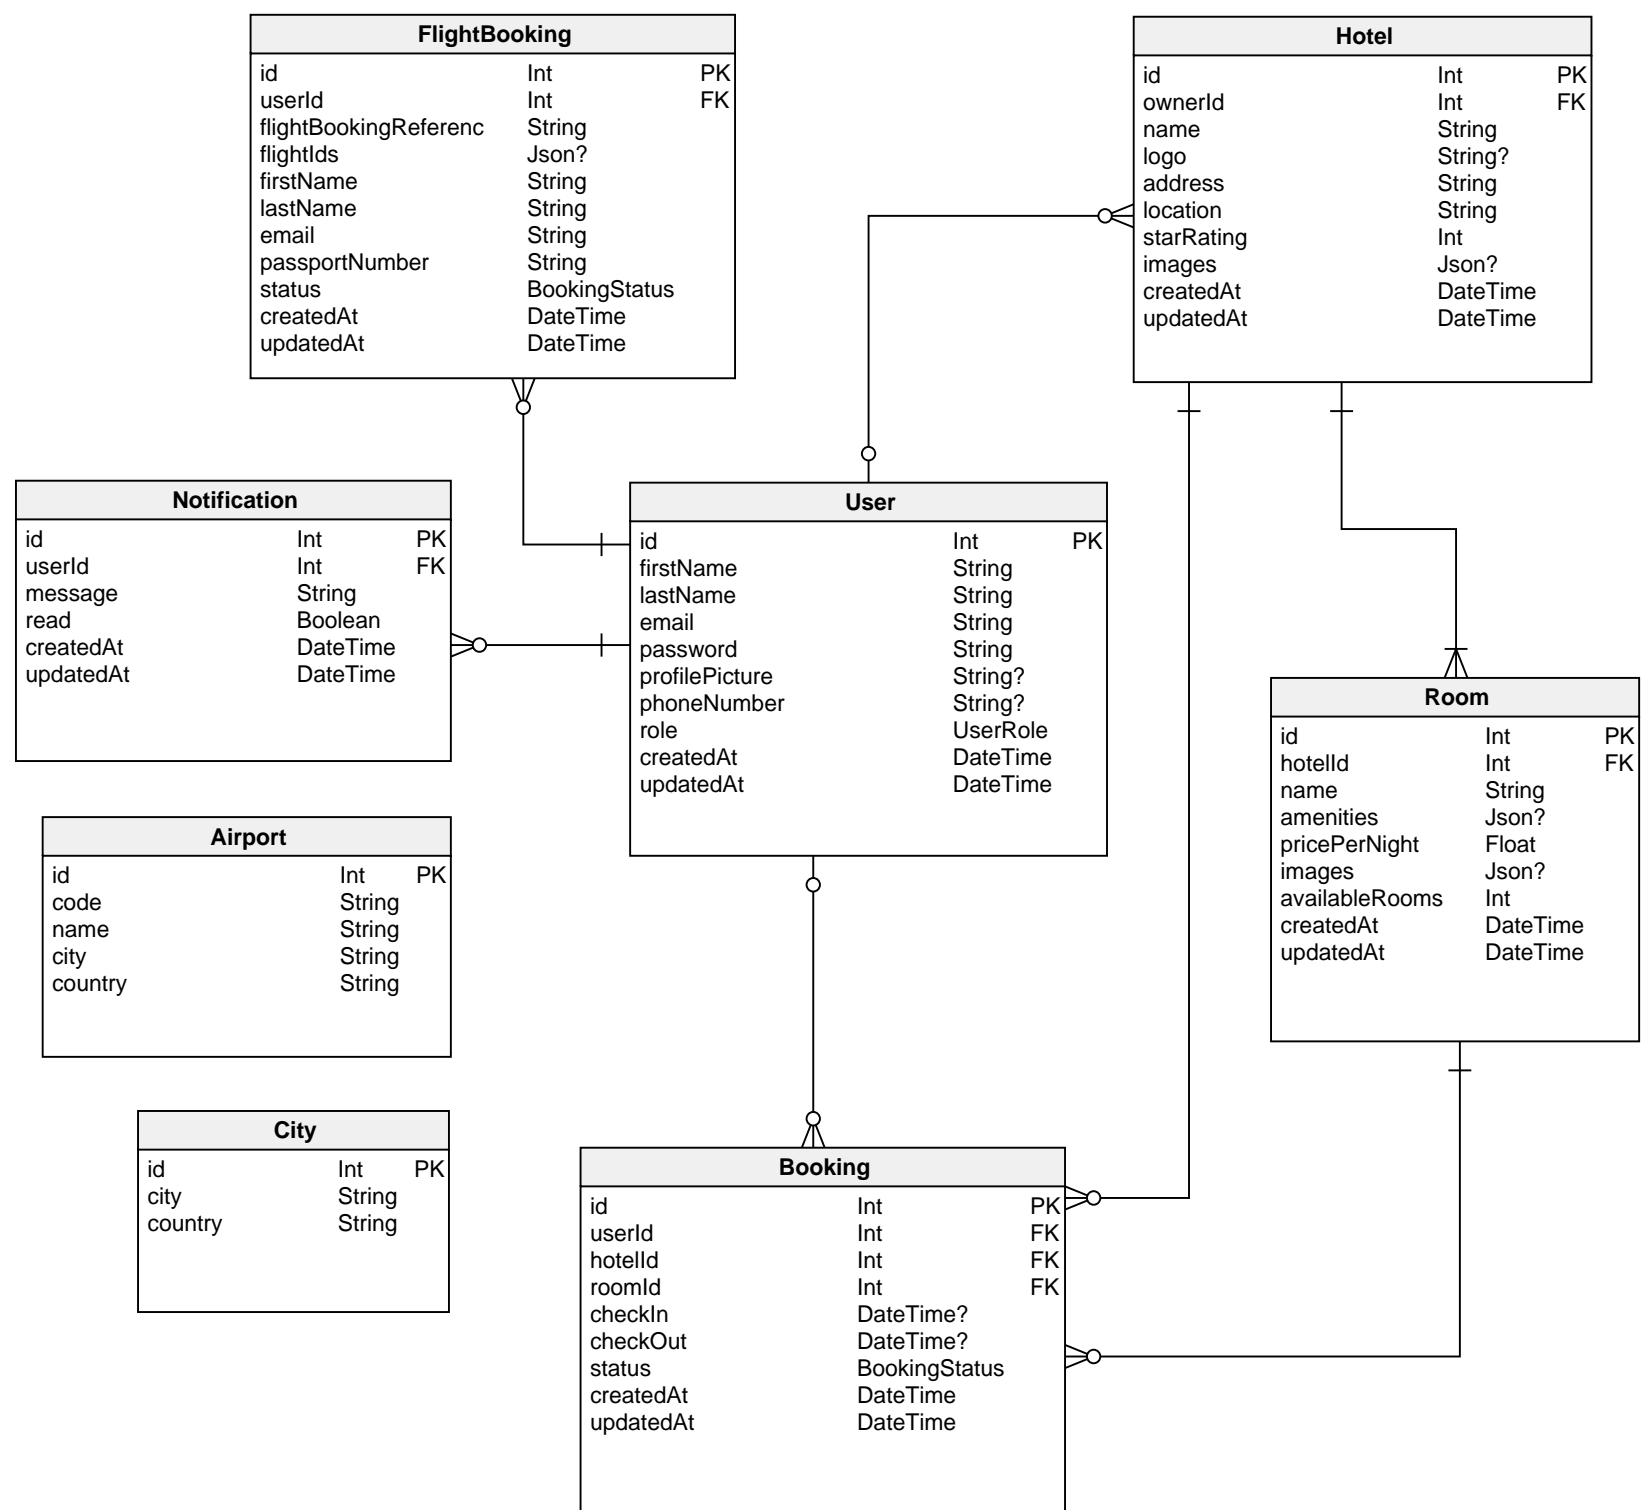 FlightBooking
id Int PK
userId Int FK
flightBookingReferenc String
flightIds Json?
firstName String
lastName String
email String
passportNumber String
status BookingStatus
createdAt DateTime
updatedAt DateTime
Hotel
id Int PK
ownerId Int FK
name String
logo String?
address String
location String
starRating Int
images Json?
createdAt DateTime
updatedAt DateTime
Notification
id Int PK
userId Int FK
message String
read Boolean
createdAt DateTime
updatedAt DateTime
User
id Int PK
firstName String
lastName String
email String
password String
profilePicture String?
phoneNumber String?
role UserRole
createdAt DateTime
updatedAt DateTime
Room
id Int PK
hotelId Int FK
name String
amenities Json?
pricePerNight Float
images Json?
availableRooms Int
createdAt DateTime
updatedAt DateTime
Airport
id Int PK
code String
name String
city String
country String
City
id Int PK
city String
country String
Booking
id Int PK
userId Int FK
hotelId Int FK
roomId Int FK
checkIn DateTime?
checkOut DateTime?
status BookingStatus
createdAt DateTime
updatedAt DateTime